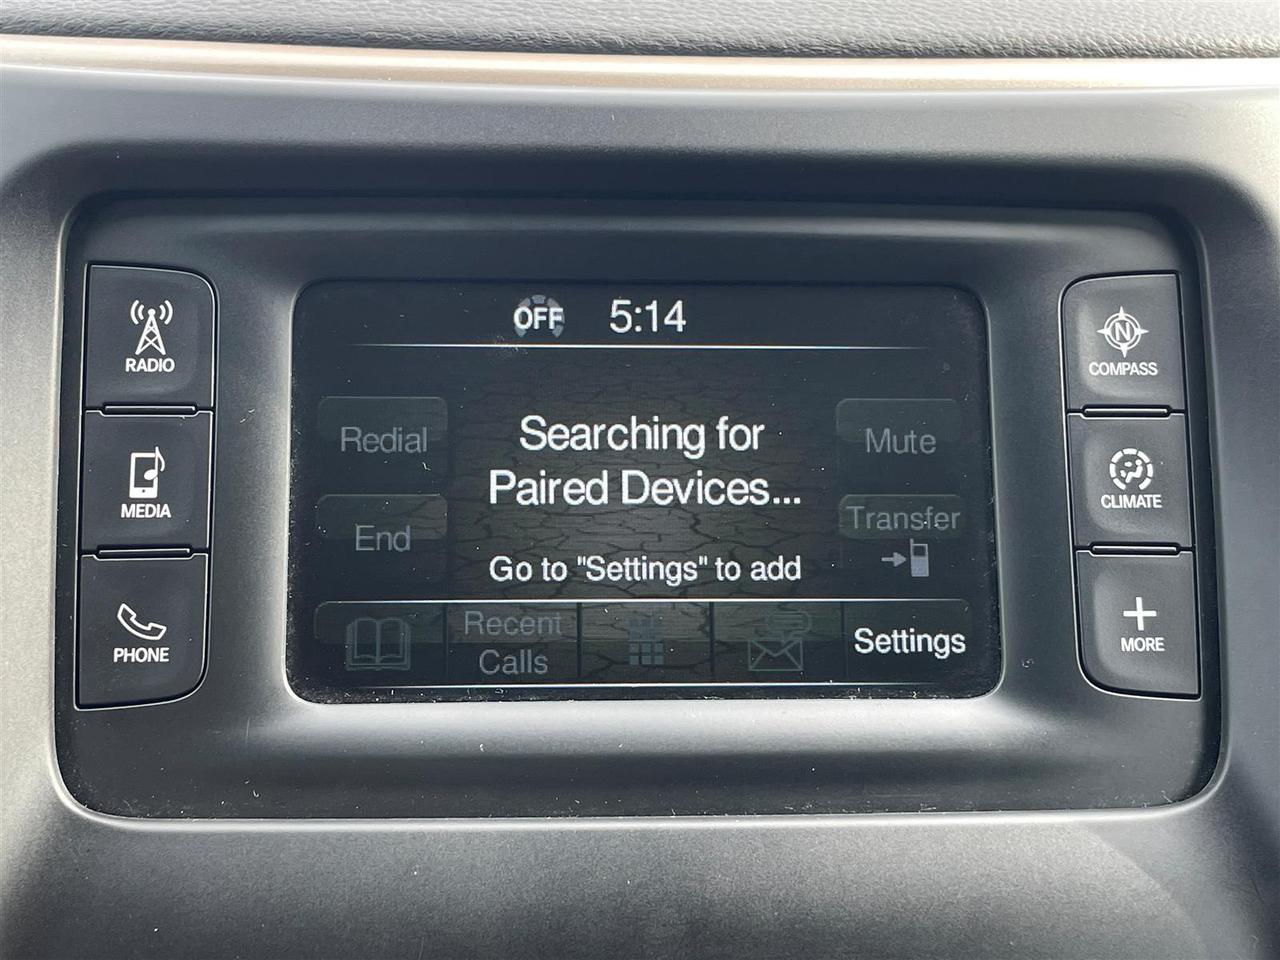 OFF 5:14
RADIO
MEDIA
PHONE
Redial
End
Searching for
Paired Devices...
Go to "Settings" to add
Mute
Transfer
Recent
Calls
Settings
N
COMPASS
CLIMATE
MORE